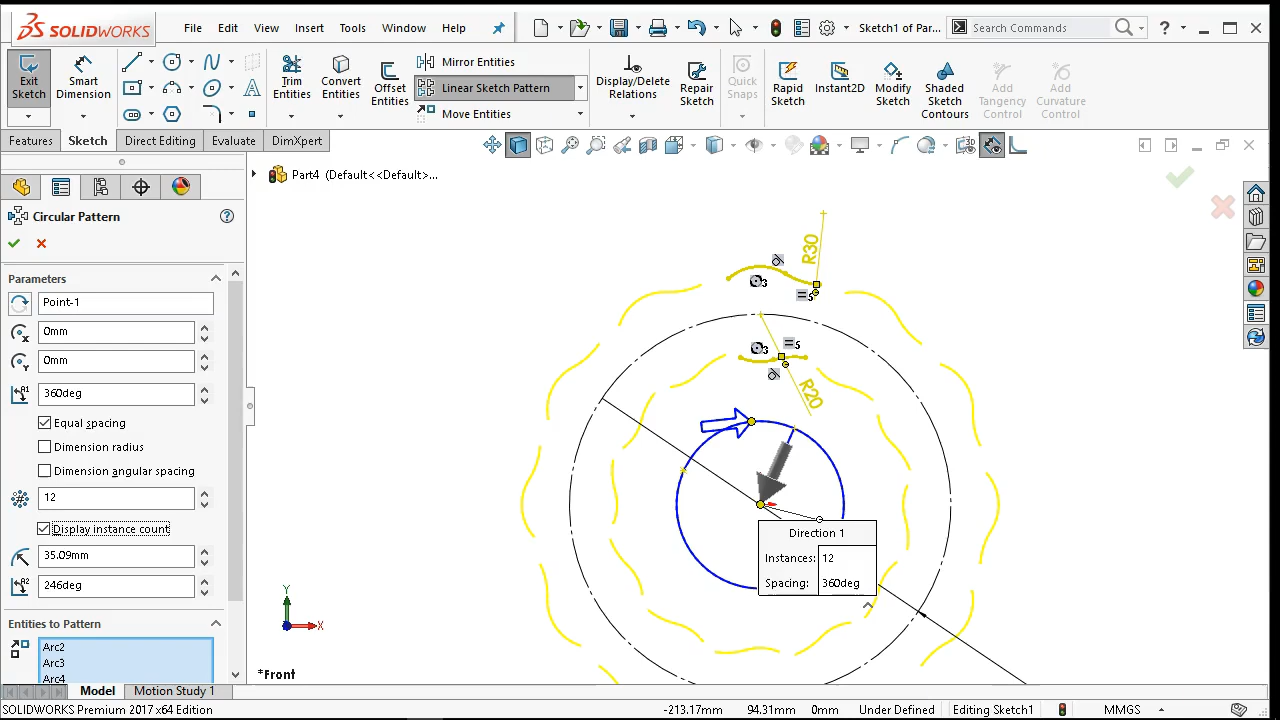 SOLIDWORKS
File Edit View Insert Tools Window Help
Sketch1 of Par...
Search Commands
?
Exit Sketch
Smart Dimension
Trim Entities
Convert Entities
Offset Entities
Mirror Entities
Linear Sketch Pattern
Move Entities
Display/Delete Relations
Repair Sketch
Quick Snaps
Rapid Sketch
Instant2D
Modify Sketch
Shaded Sketch Contours
Add Tangency Control
Add Curvature Control
Features Sketch Direct Editing Evaluate DimXpert
Part4 (Default<<Default>...
Circular Pattern
?
Parameters
Point-1
0mm
0mm
360deg
Equal spacing
Dimension radius
Dimension angular spacing
12
Display instance count
35.09mm
246deg
Entities to Pattern
Arc2
Arc3
Arc4
R30
3
=5
3
=5
R20
Direction 1
Instances: 12
Spacing: 360deg
Y
X
*Front
Model Motion Study 1
SOLIDWORKS Premium 2017 x64 Edition
-213.17mm 94.31mm 0mm Under Defined Editing Sketch1 MMGS